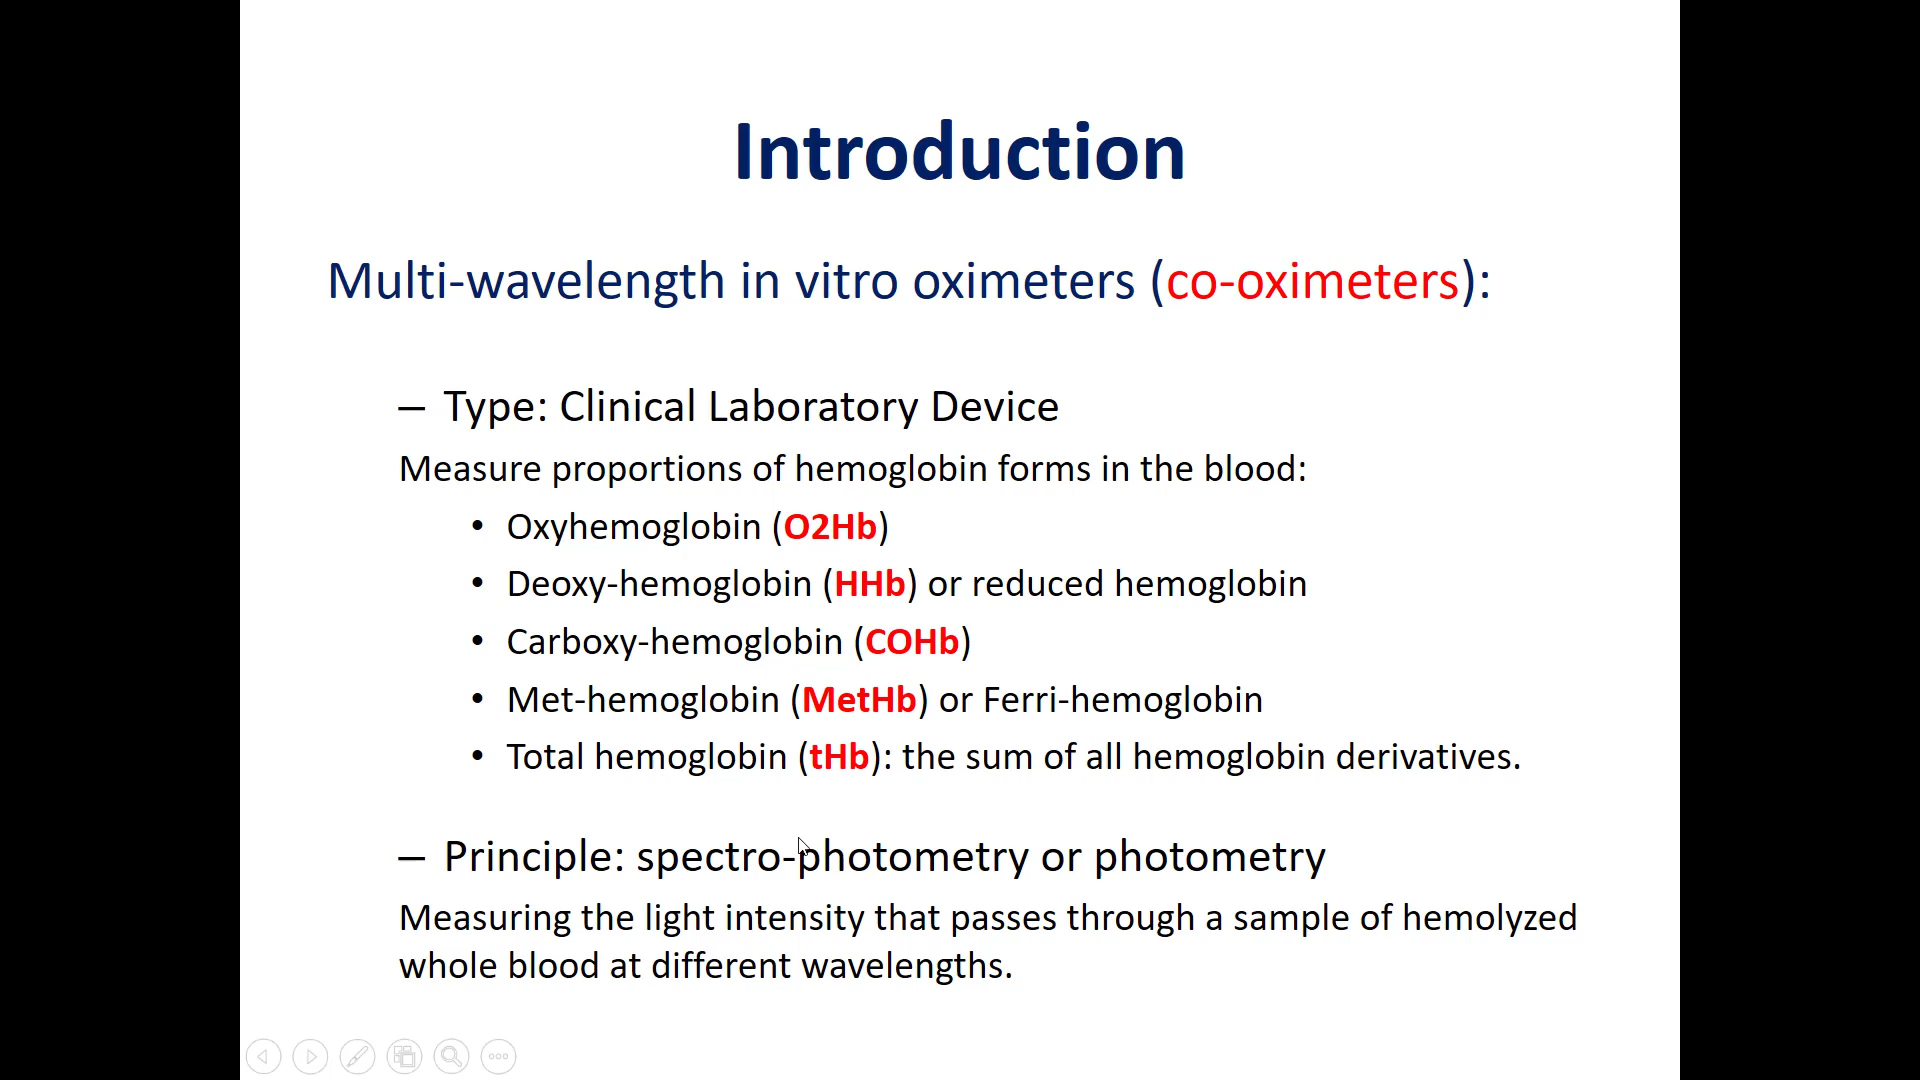 Introduction
Multi-wavelength in vitro oximeters (co-oximeters):
– Type: Clinical Laboratory Device
Measure proportions of hemoglobin forms in the blood:
• Oxyhemoglobin (O2Hb)
• Deoxy-hemoglobin (HHb) or reduced hemoglobin
• Carboxy-hemoglobin (COHb)
• Met-hemoglobin (MetHb) or Ferri-hemoglobin
• Total hemoglobin (tHb): the sum of all hemoglobin derivatives.
– Principle: spectro-photometry or photometry
Measuring the light intensity that passes through a sample of hemolyzed
whole blood at different wavelengths.